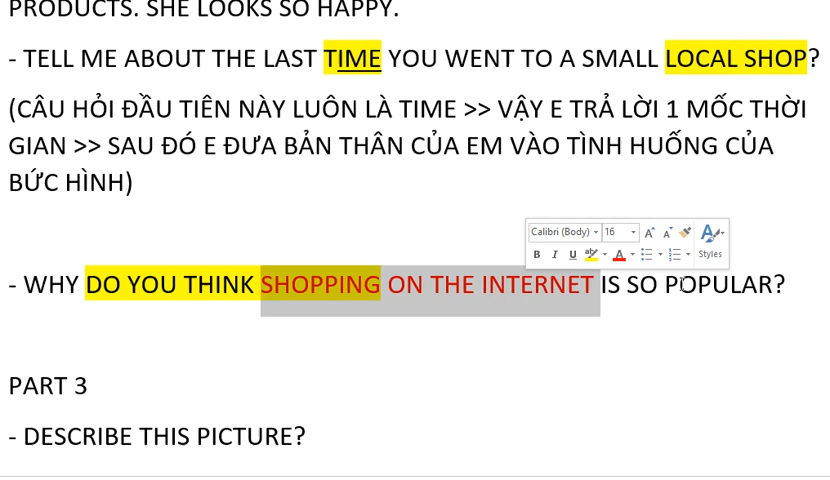 PRODUCTS. SHE LOOKS SO HAPPY.
- TELL ME ABOUT THE LAST TIME YOU WENT TO A SMALL LOCAL SHOP?
(CÂU HỎI ĐẦU TIÊN NÀY LUÔN LÀ TIME >> VẬY E TRẢ LỜI 1 MỐC THỜI
GIAN >> SAU ĐÓ E ĐƯA BẢN THÂN CỦA EM VÀO TÌNH HUỐNG CỦA
BỨC HÌNH)
Calibri (Body) 16 A A A
B I U ab A Styles
- WHY DO YOU THINK SHOPPING ON THE INTERNET IS SO POPULAR?
PART 3
- DESCRIBE THIS PICTURE?